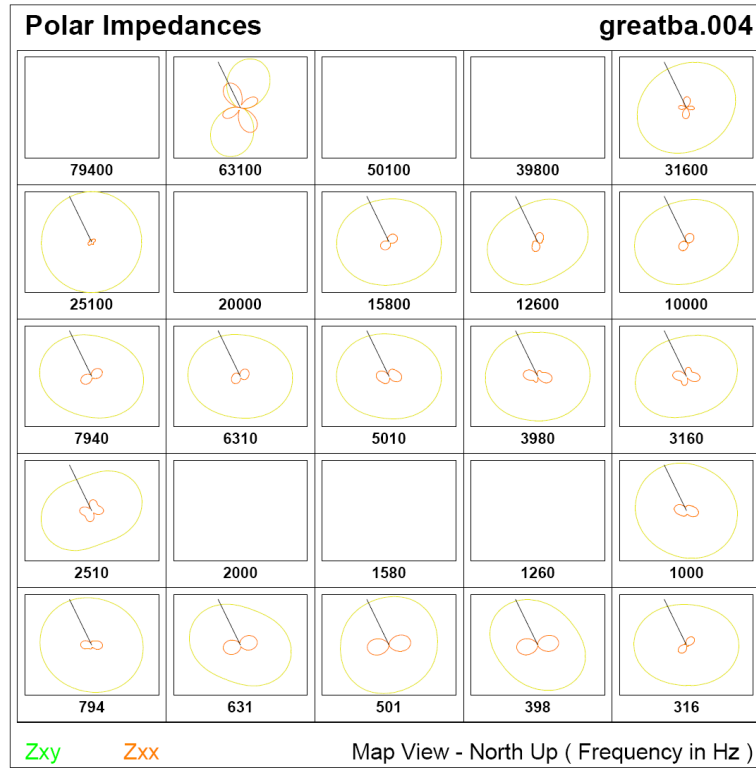 Polar Impedances greatba.004
79400 63100 50100 39800 31600
25100 20000 15800 12600 10000
7940 6310 5010 3980 3160
2510 2000 1580 1260 1000
794 631 501 398 316
Zxy Zxx Map View - North Up ( Frequency in Hz )